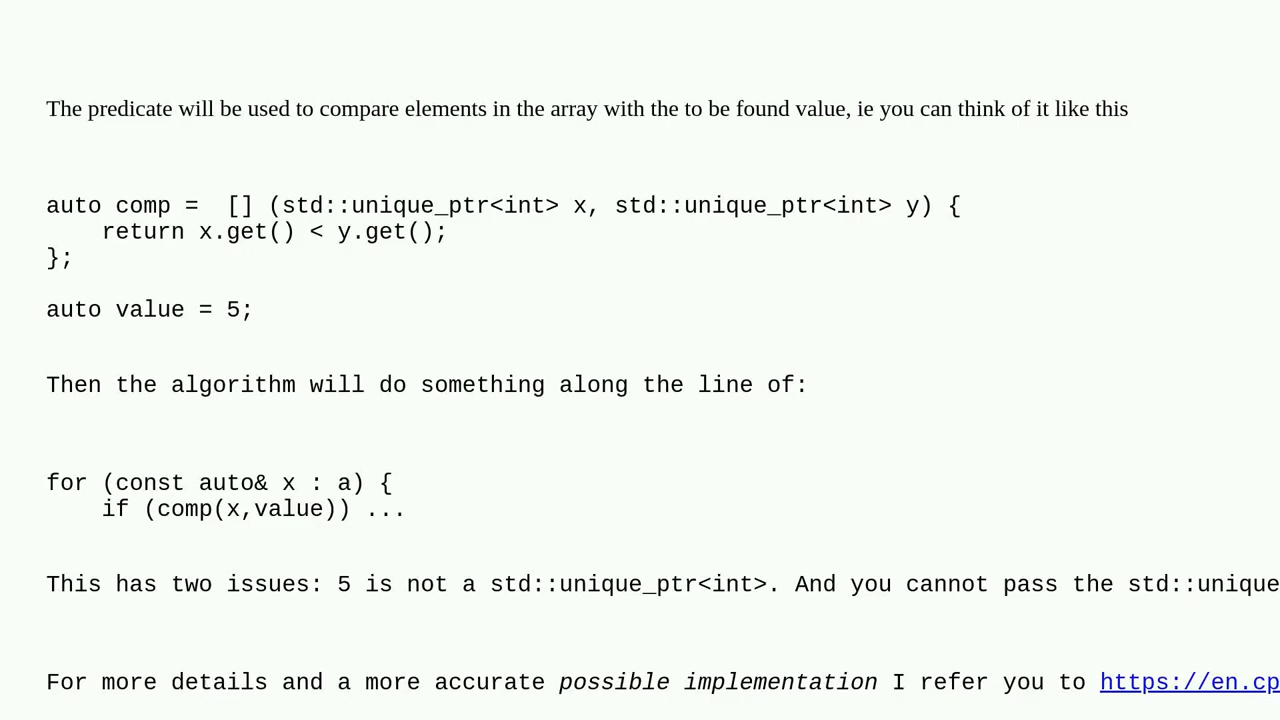 The predicate will be used to compare elements in the array with the to be found value, ie you can think of it like this
auto comp =  [] (std::unique_ptr<int> x, std::unique_ptr<int> y) {
    return x.get() < y.get();
};
auto value = 5;
Then the algorithm will do something along the line of:
for (const auto& x : a) {
    if (comp(x,value)) ...
This has two issues: 5 is not a std::unique_ptr<int>. And you cannot pass the std::unique
For more details and a more accurate possible implementation I refer you to https://en.cp